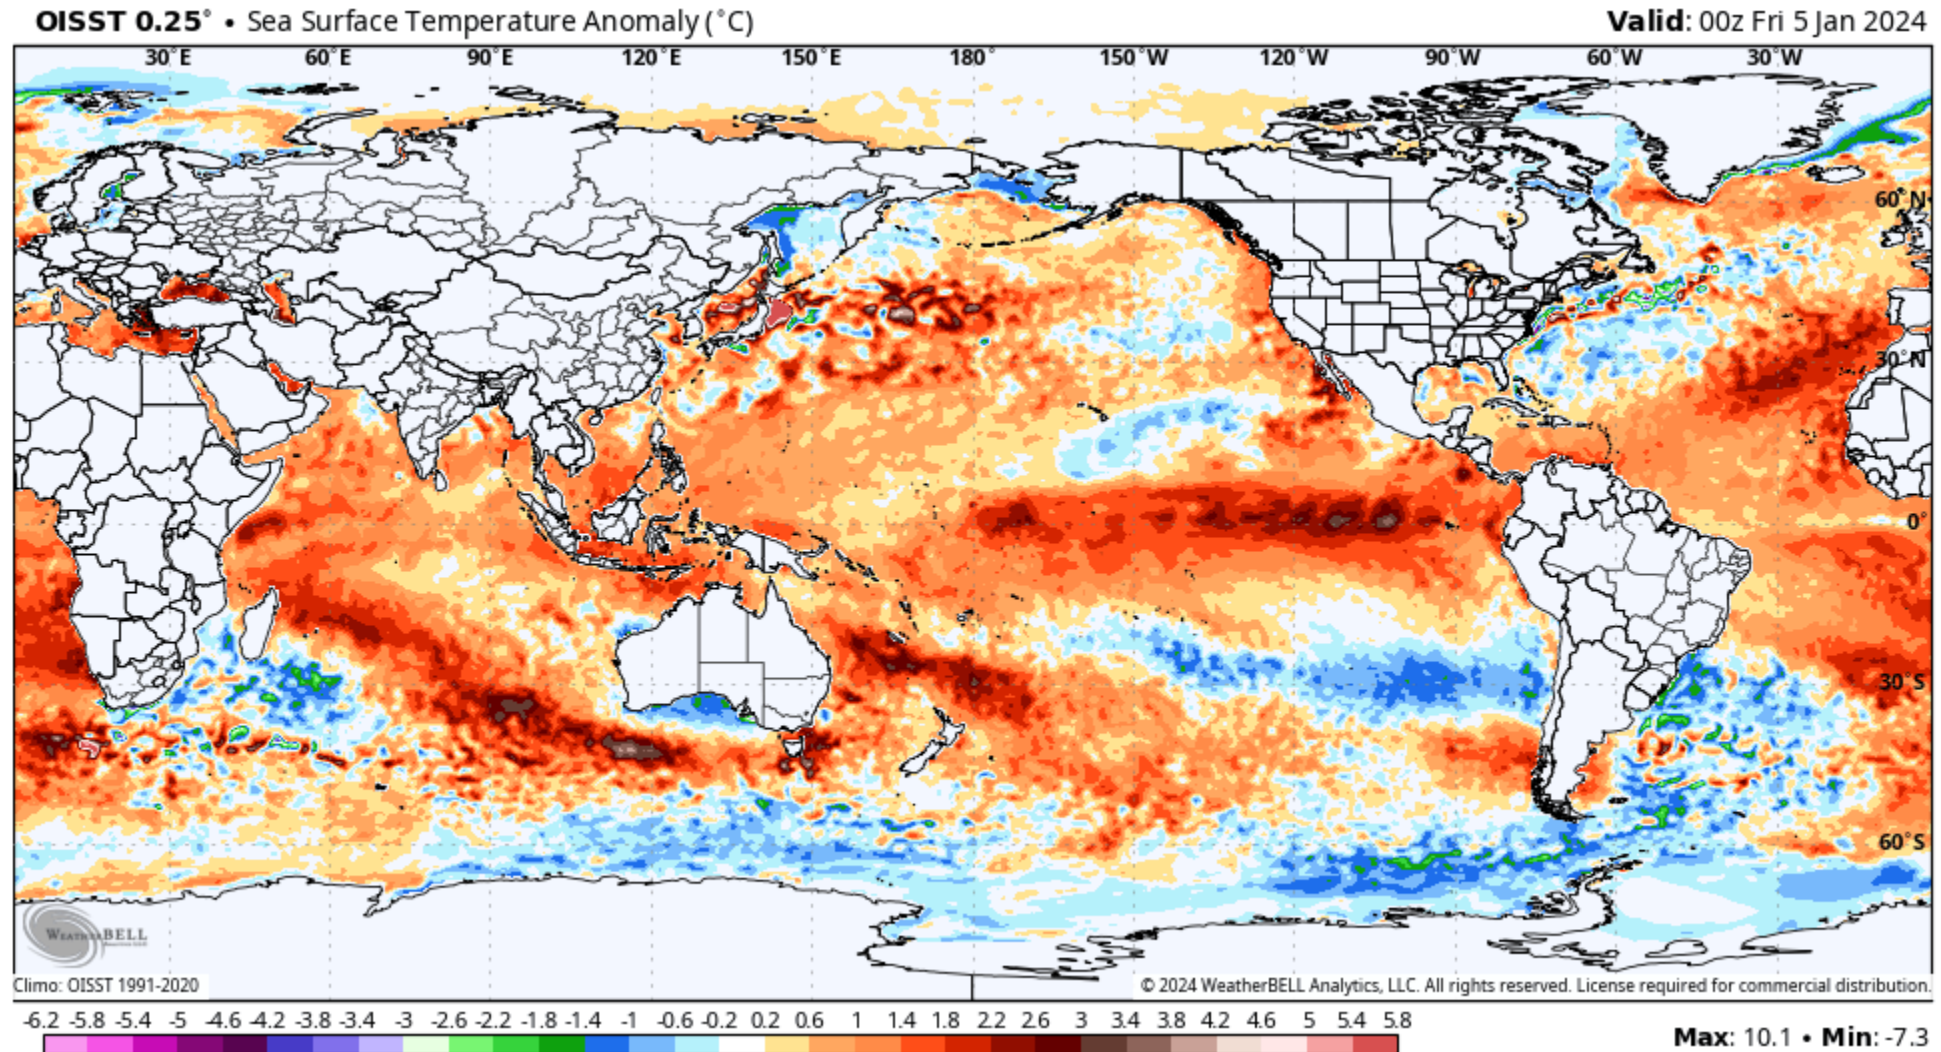 OISST 0.25° • Sea Surface Temperature Anomaly (°C)
Valid: 00z Fri 5 Jan 2024
30°E 60°E 90°E 120°E 150°E 180° 150°W 120°W 90°W 60°W 30°W
60°N
30°N
0°
30°S
60°S
WEATHERBELL
Climo: OISST 1991-2020
© 2024 WeatherBELL Analytics, LLC. All rights reserved. License required for commercial distribution.
-6.2 -5.8 -5.4 -5 -4.6 -4.2 -3.8 -3.4 -3 -2.6 -2.2 -1.8 -1.4 -1 -0.6 -0.2 0.2 0.6 1 1.4 1.8 2.2 2.6 3 3.4 3.8 4.2 4.6 5 5.4 5.8
Max: 10.1 • Min: -7.3